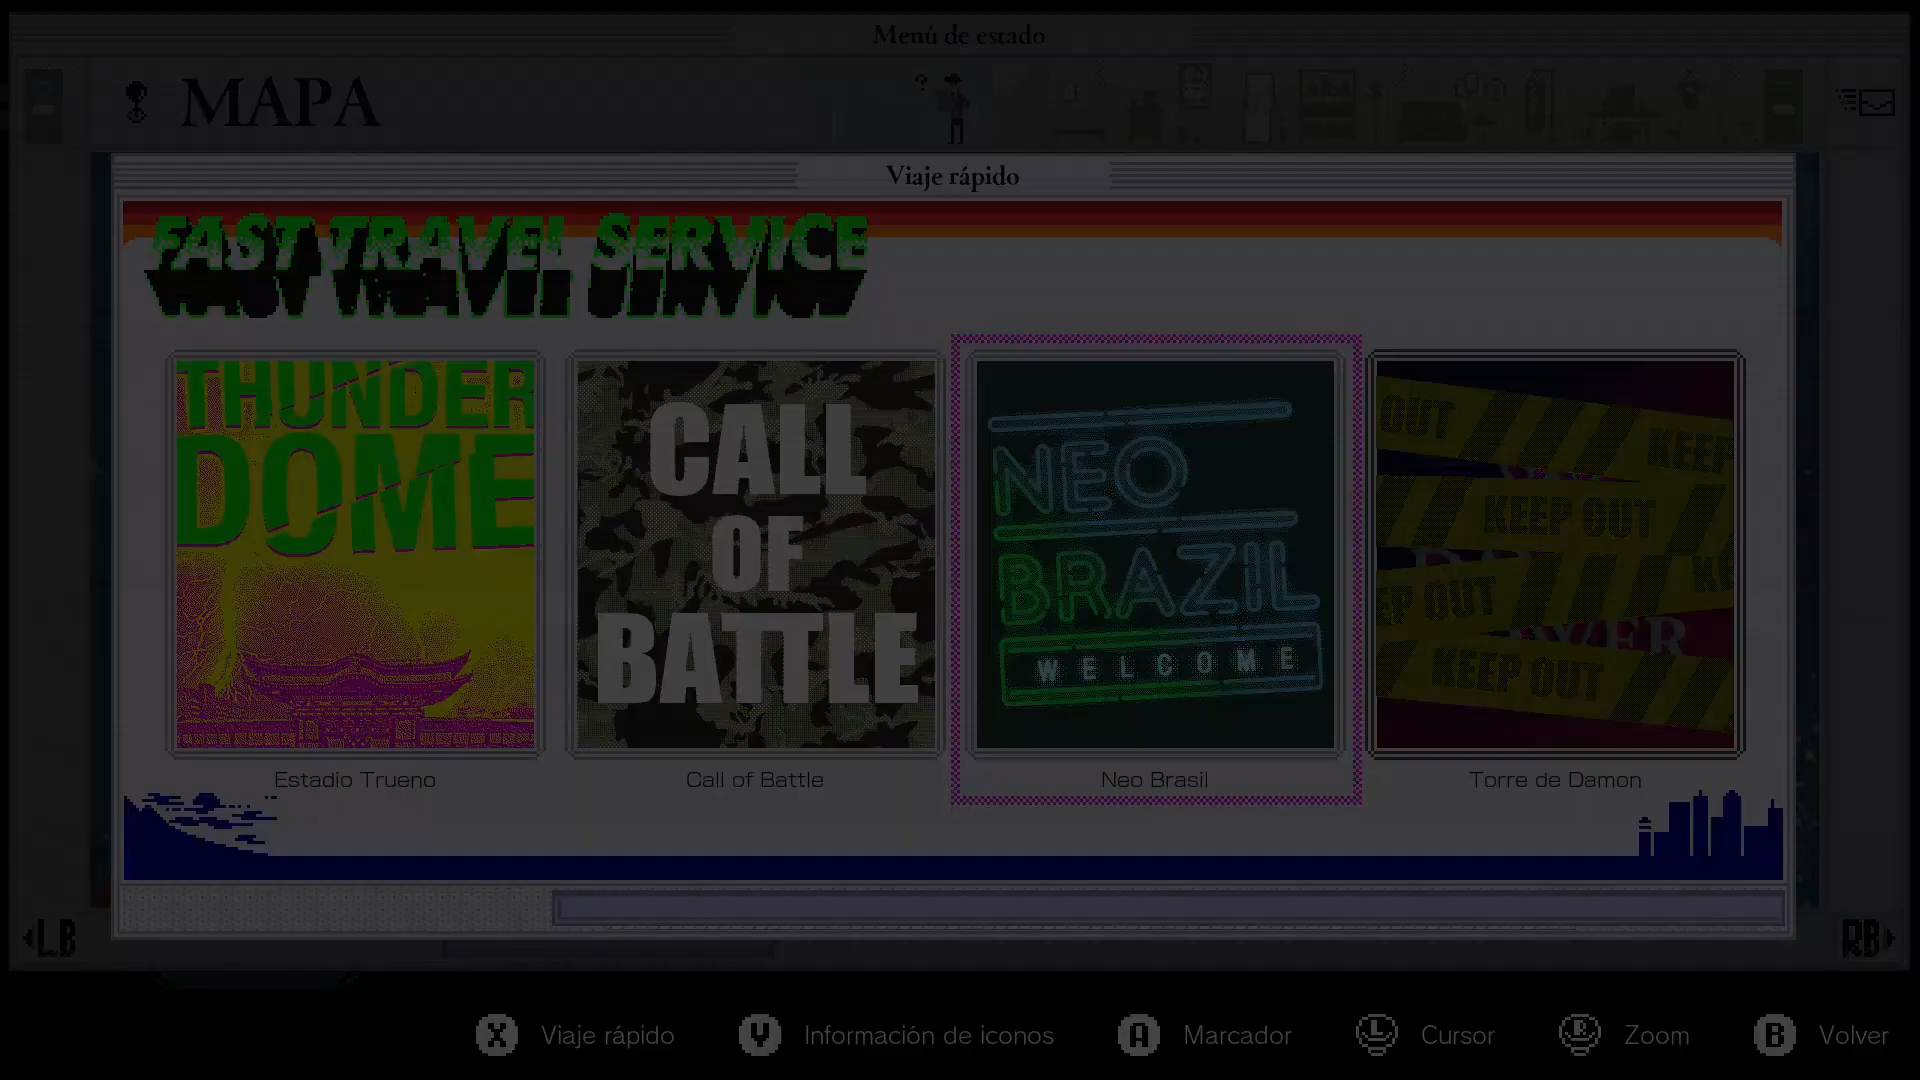 Menú de estado
MAPA
Viaje rápido
FAST TRAVEL SERVICE
THUNDER
DOME
CALL
OF
BATTLE
NEO
BRAZIL
WELCOME
OUT
KEEP
KEEP OUT
EP OUT
KE
KEEP OUT
WER
Estadio Trueno
Call of Battle
Neo Brasil
Torre de Damon
LB
RB
X Viaje rápido
Y Información de iconos
A Marcador
L Cursor
R Zoom
B Volver